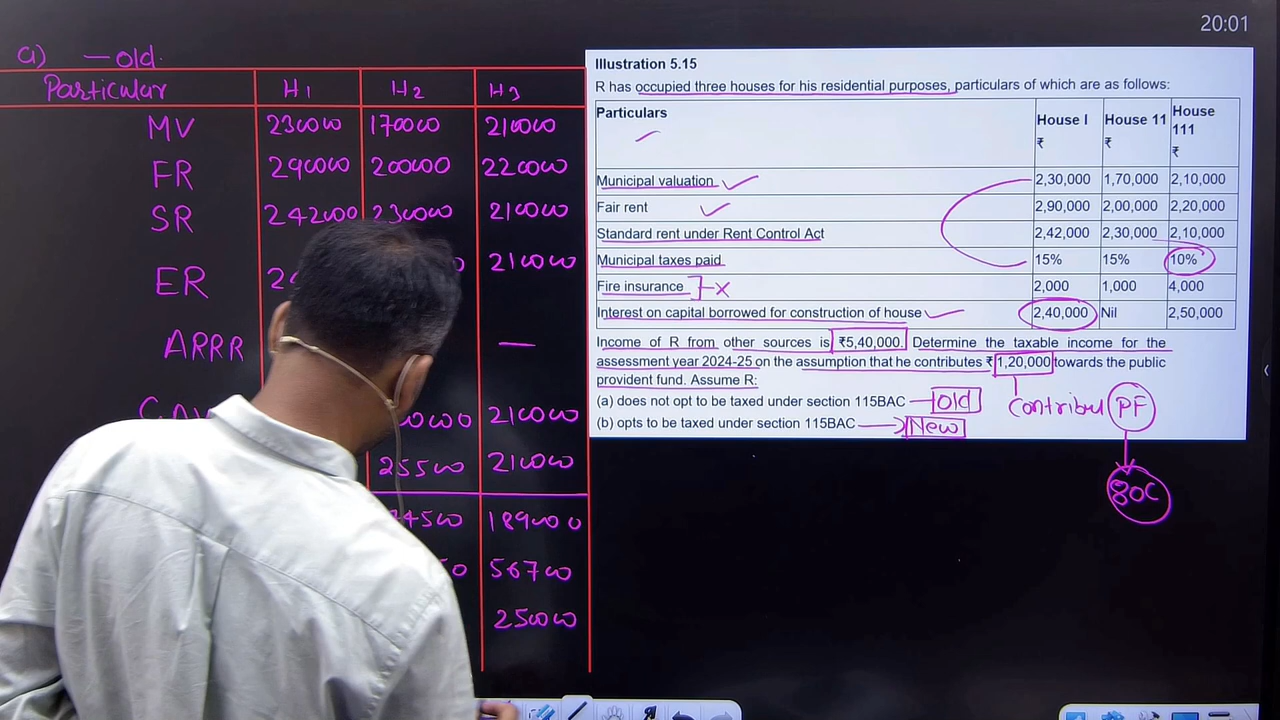 20:01
a) — old.
Particular H1 H2 H3
MV 230000 170000 210000
FR 290000 200000 220000
SR 242000 230000 210000
ER 210000
ARRR —
210000
25500 210000
189000
56700
250000
Illustration 5.15
R has occupied three houses for his residential purposes, particulars of which are as follows:
Particulars House I ₹ House 11 ₹ House 111 ₹
Municipal valuation 2,30,000 1,70,000 2,10,000
Fair rent 2,90,000 2,00,000 2,20,000
Standard rent under Rent Control Act 2,42,000 2,30,000 2,10,000
Municipal taxes paid 15% 15% 10%
Fire insurance 2,000 1,000 4,000
Interest on capital borrowed for construction of house 2,40,000 Nil 2,50,000
Income of R from other sources is ₹5,40,000. Determine the taxable income for the
assessment year 2024-25 on the assumption that he contributes ₹ 1,20,000 towards the public
provident fund. Assume R:
(a) does not opt to be taxed under section 115BAC — old
(b) opts to be taxed under section 115BAC New
PF
80C